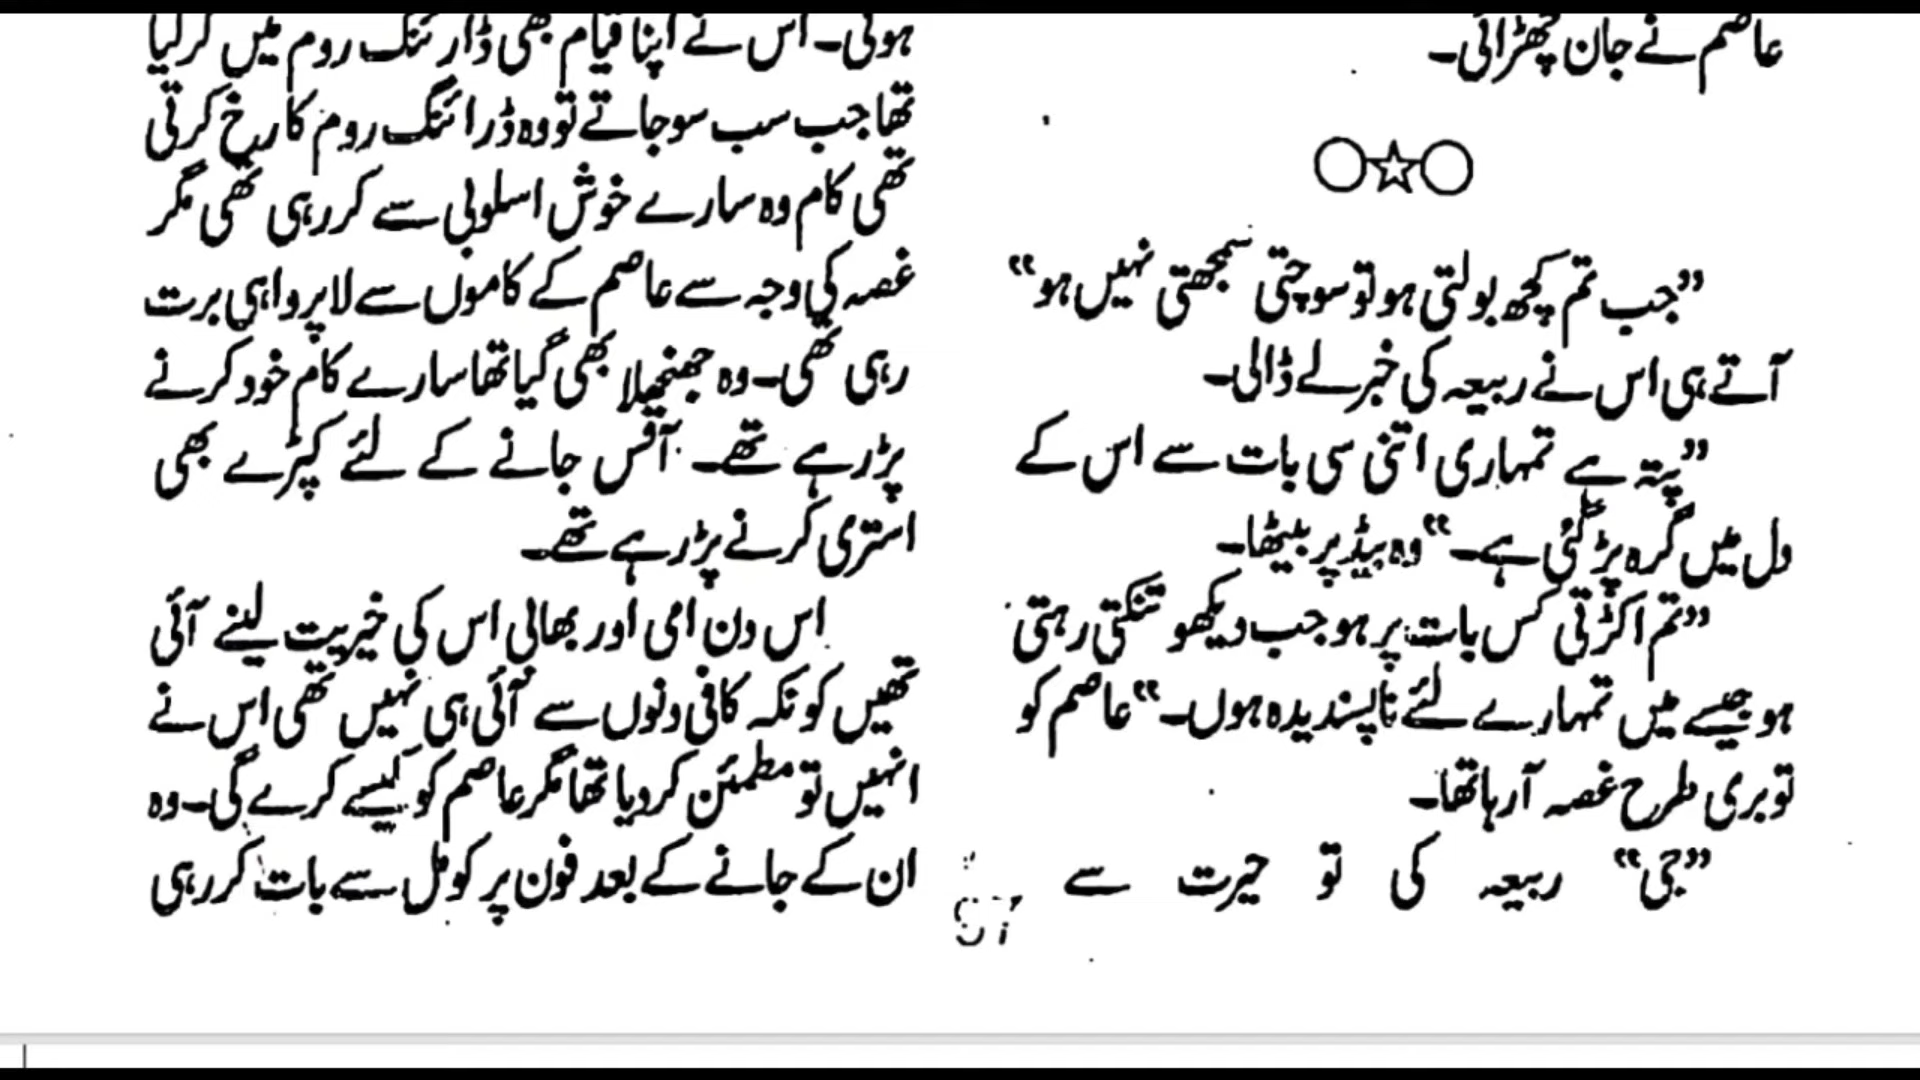 عاصم نے جان چھڑائی۔
”جب تم کچھ بولتی ہو تو سوچتی سمجھتی نہیں ہو“
آتے ہی اس نے ربیعہ کی خبر لے ڈالی۔
”پتہ ہے تمہاری اتنی سی بات سے اس کے
دل میں گرہ پڑ گئی ہے۔“ وہ بیڈ پر بیٹھا۔
”تم اکڑتی کس بات پر ہو جب دیکھو تنکتی رہتی
ہو جیسے میں تمہارے لئے ناپسندیدہ ہوں۔“ عاصم کو
تو بری طرح غصہ آرہا تھا۔
”جی“ ربیعہ کی تو حیرت سے
ہوتی۔ اس نے اپنا قیام بھی ڈرائنگ روم میں کرلیا
تھا جب سب سو جاتے تو وہ ڈرائنگ روم کا رخ کرتی
تھی کام وہ سارے خوش اسلوبی سے کررہی تھی مگر
غصہ کی وجہ سے عاصم کے کاموں سے لاپرواہی برت
رہی تھی۔ وہ جھنجھلا بھی گیا تھا سارے کام خود کرنے
پڑرہے تھے۔ آفس جانے کے لئے کپڑے بھی
استری کرنے پڑرہے تھے۔
اس دن امی اور بھابی اس کی خیریت لینے آئی
تھیں کونکہ کافی دنوں سے آئی ہی نہیں تھی اس نے
انہیں تو مطمئن کردیا تھا مگر عاصم کو کیسے کرے گی۔ وہ
ان کے جانے کے بعد فون پر کومل سے بات کررہی
97